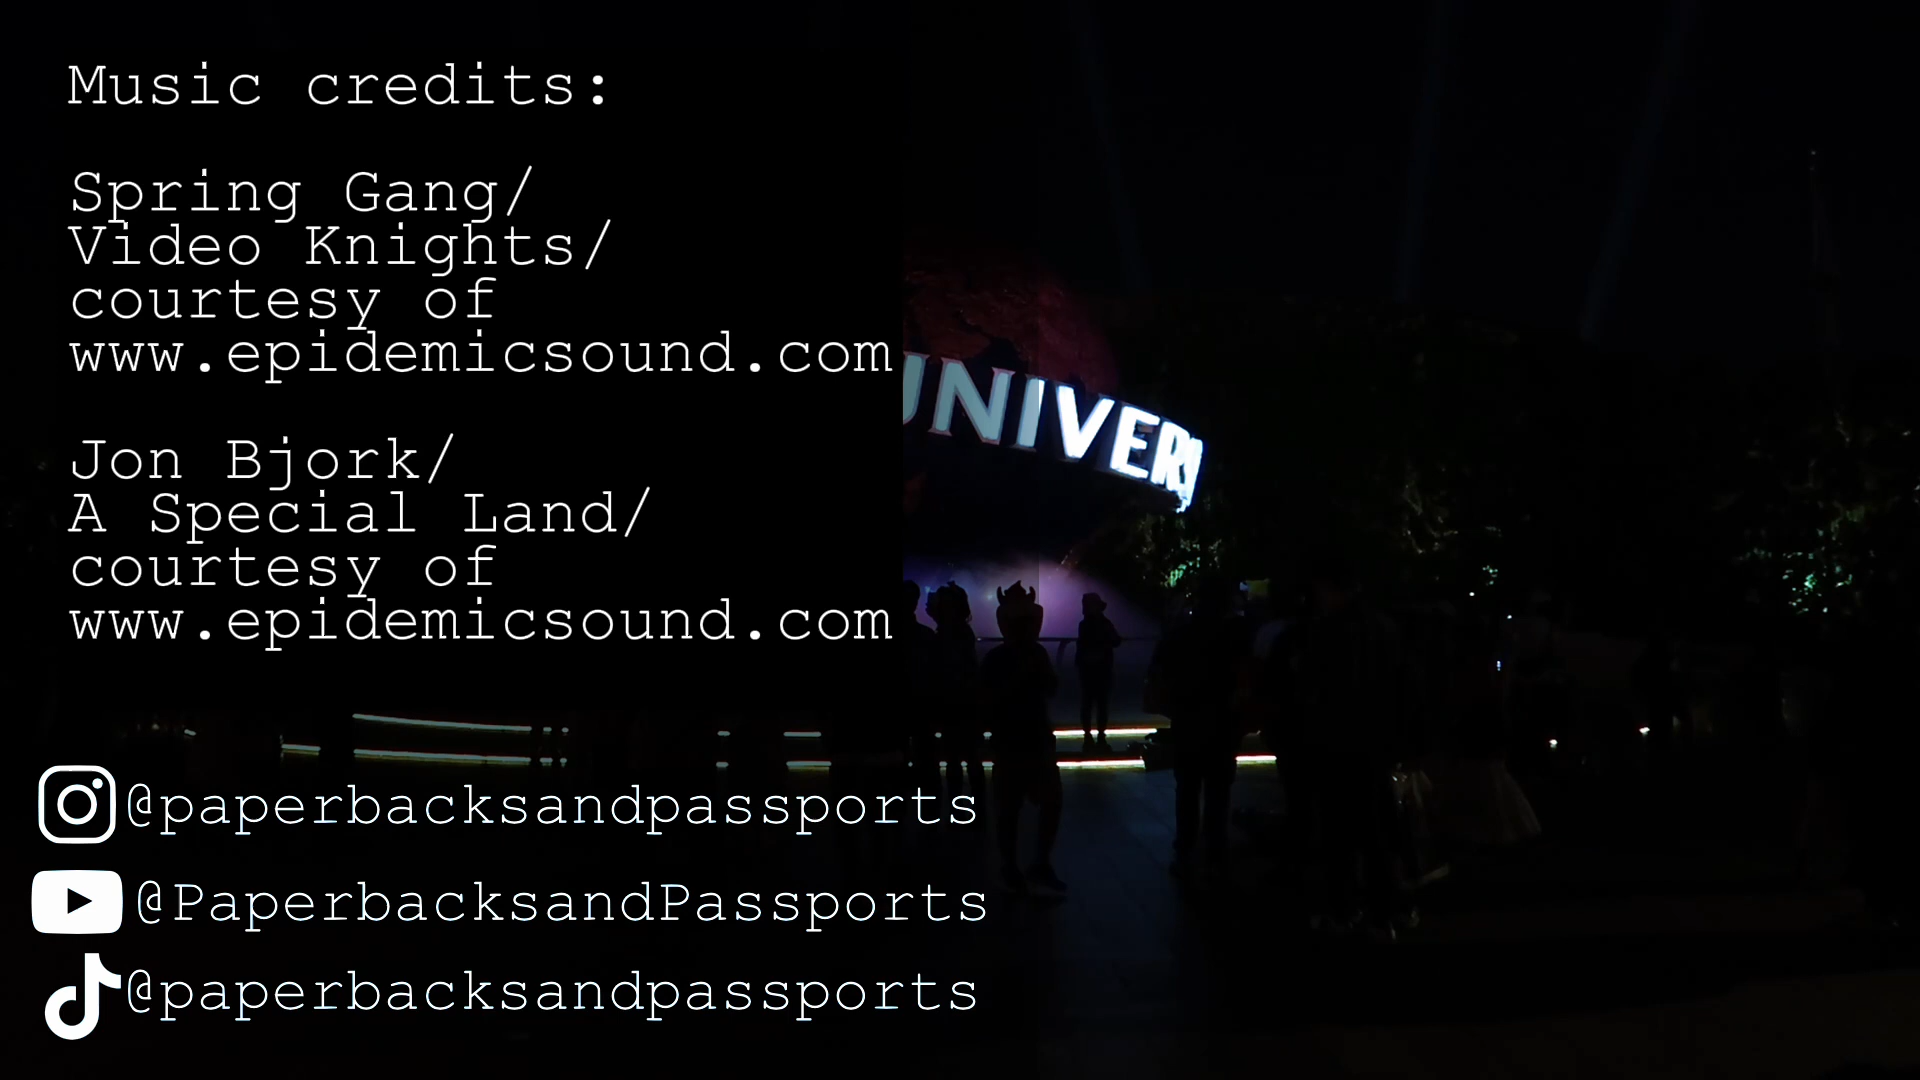 Music credits:
Spring Gang/
Video Knights/
courtesy of
www.epidemicsound.com
UNIVERS
Jon Bjork/
A Special Land/
courtesy of
www.epidemicsound.com
@paperbacksandpassports
@PaperbacksandPassports
@paperbacksandpassports